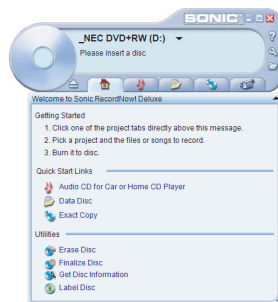 SONIC
_NEC DVD+RW (D:)
Please insert a disc
Welcome to Sonic RecordNow! Deluxe
Getting Started
1. Click one of the project tabs directly above this message.
2. Pick a project and the files or songs to record.
3. Burn it to disc.
Quick Start Links
Audio CD for Car or Home CD Player
Data Disc
Exact Copy
Utilities
Erase Disc
Finalize Disc
Get Disc Information
Label Disc